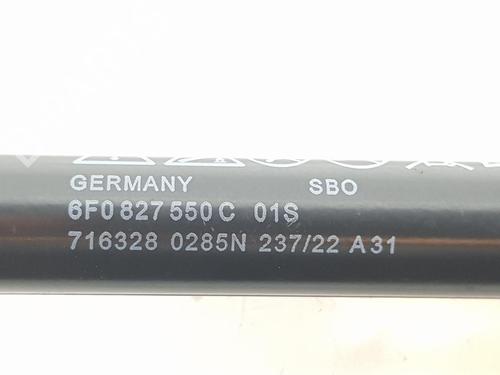 GERMANY SBO
6F0 827 550 C 01S
716328 0285N 237/22 A31